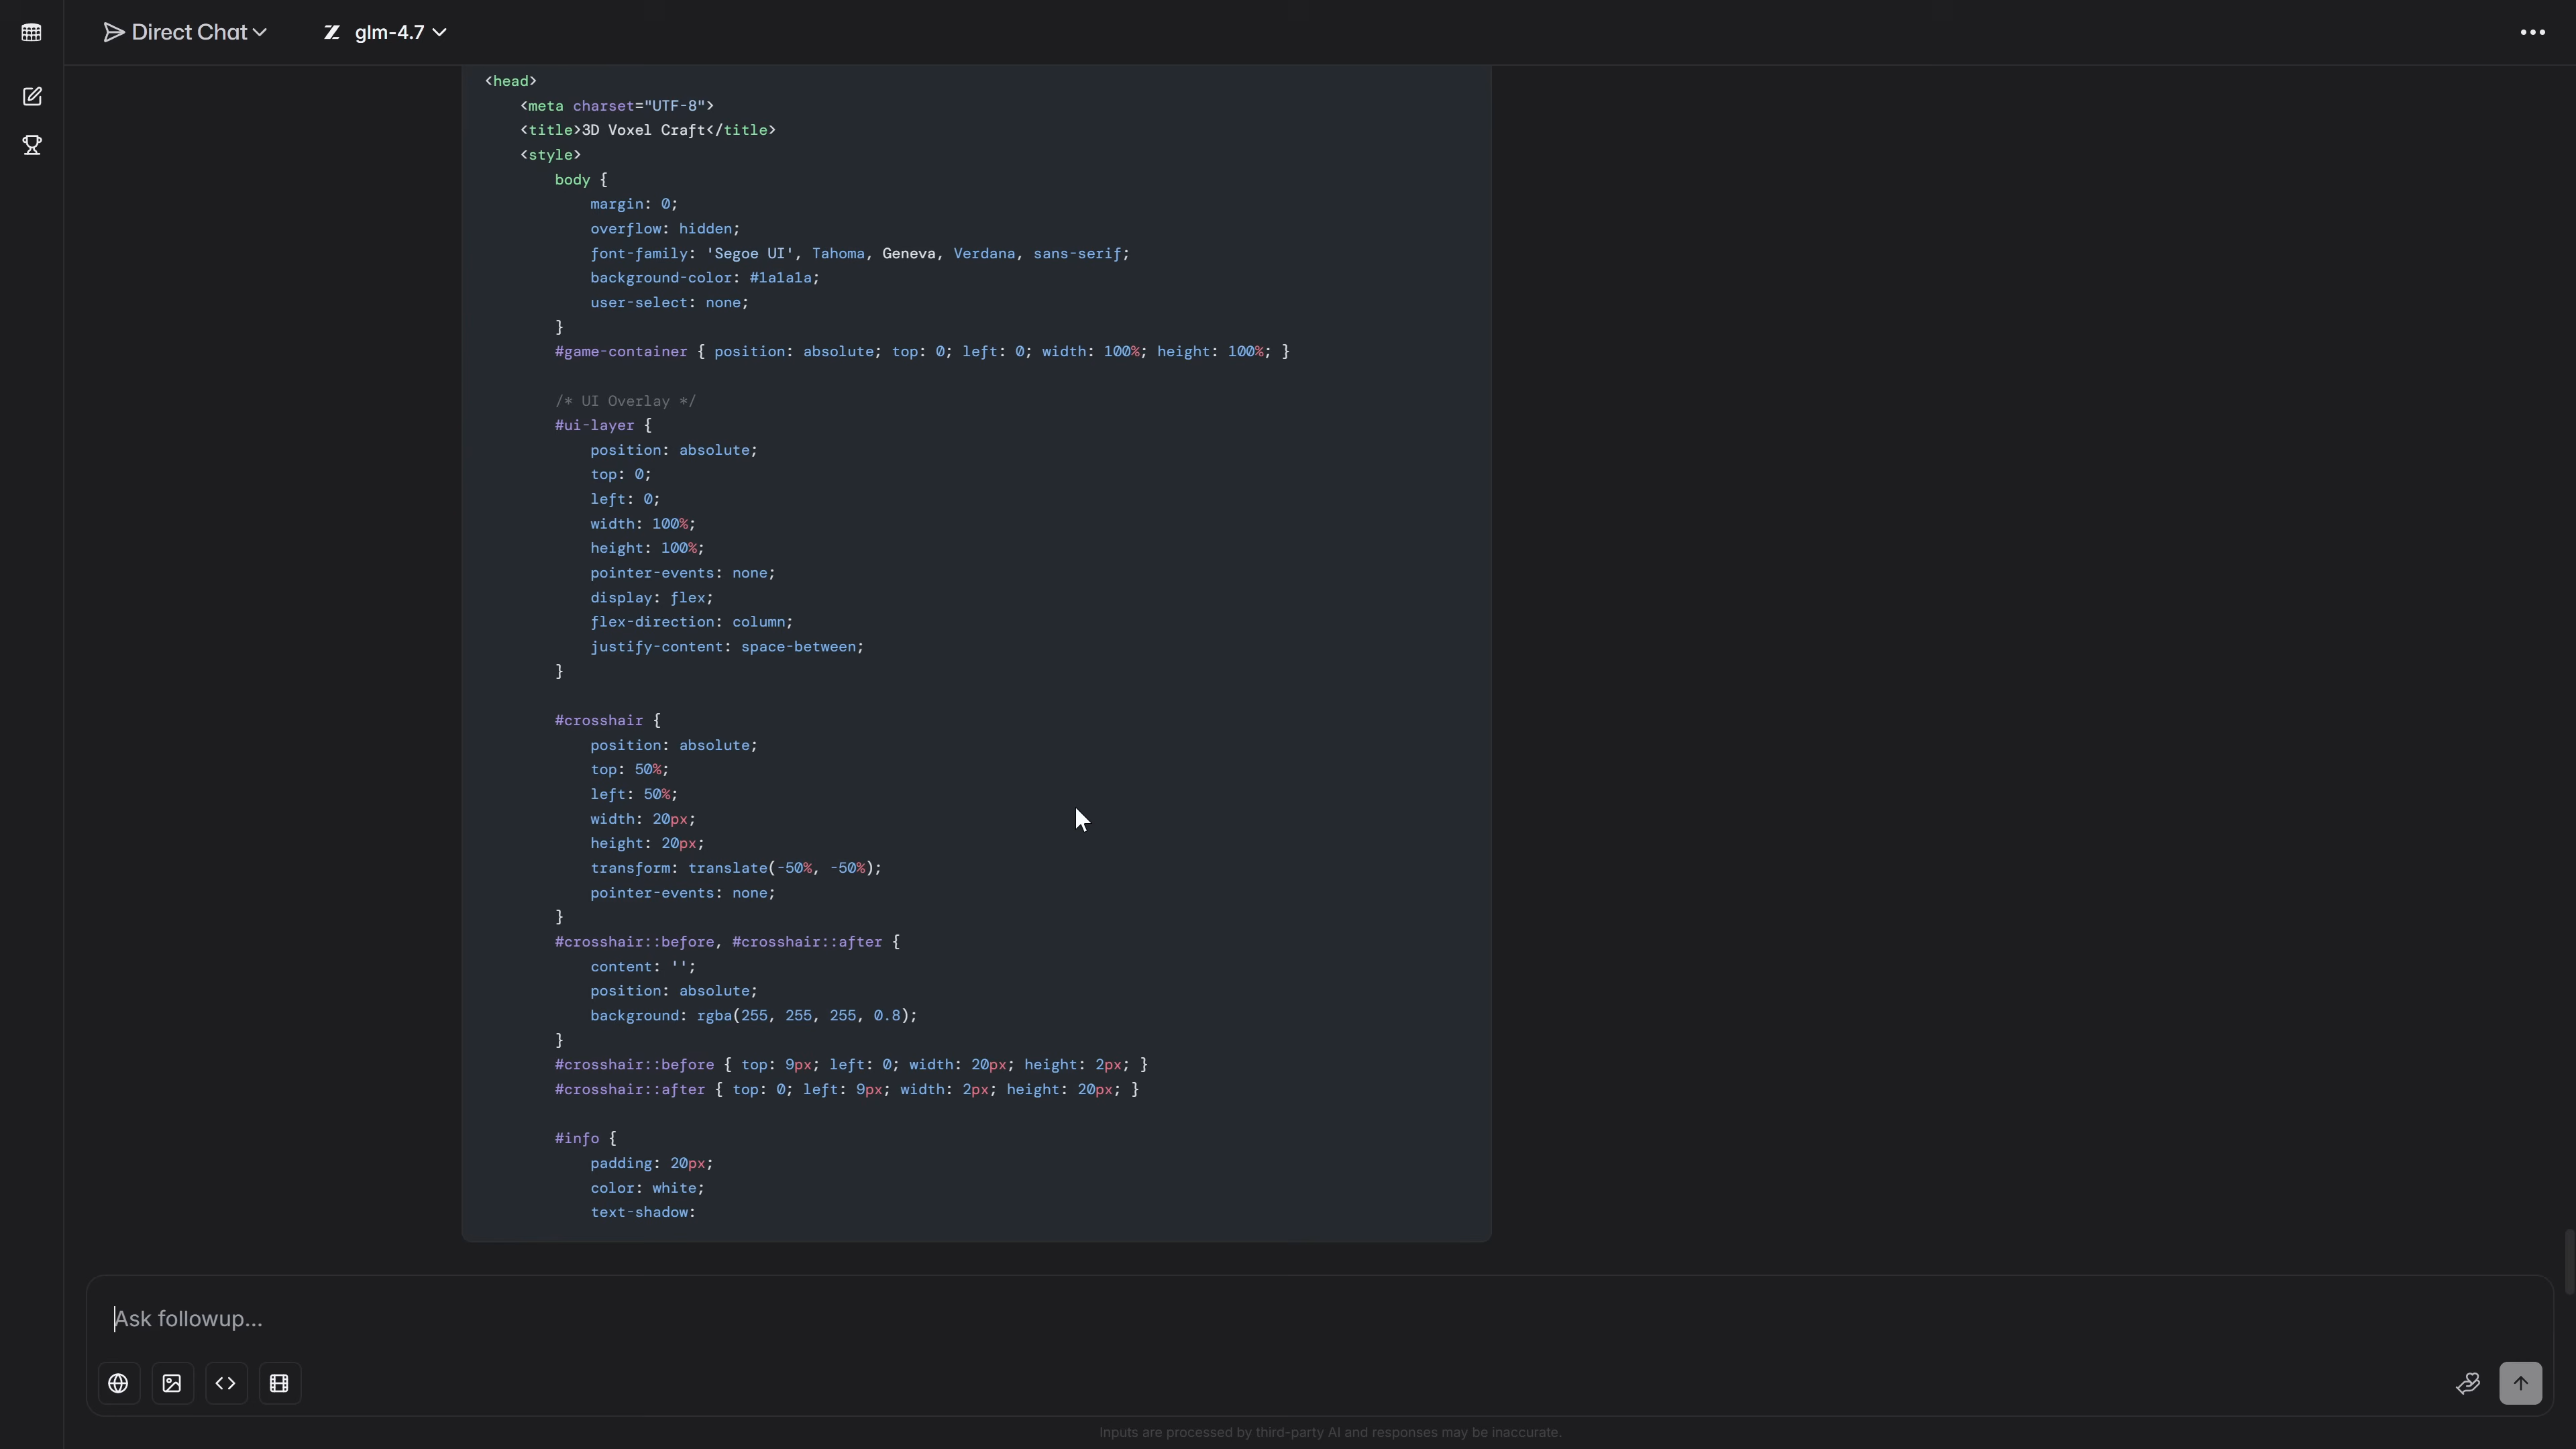 Direct Chat
glm-4.7
<head>
<meta charset="UTF-8">
<title>3D Voxel Craft</title>
<style>
body {
margin: 0;
overflow: hidden;
font-family: 'Segoe UI', Tahoma, Geneva, Verdana, sans-serif;
background-color: #1a1a1a;
user-select: none;
}
#game-container { position: absolute; top: 0; left: 0; width: 100%; height: 100%; }
/* UI Overlay */
#ui-layer {
position: absolute;
top: 0;
left: 0;
width: 100%;
height: 100%;
pointer-events: none;
display: flex;
flex-direction: column;
justify-content: space-between;
}
#crosshair {
position: absolute;
top: 50%;
left: 50%;
width: 20px;
height: 20px;
transform: translate(-50%, -50%);
pointer-events: none;
}
#crosshair::before, #crosshair::after {
content: '';
position: absolute;
background: rgba(255, 255, 255, 0.8);
}
#crosshair::before { top: 9px; left: 0; width: 20px; height: 2px; }
#crosshair::after { top: 0; left: 9px; width: 2px; height: 20px; }
#info {
padding: 20px;
color: white;
text-shadow:
Ask followup...
Inputs are processed by third-party AI and responses may be inaccurate.